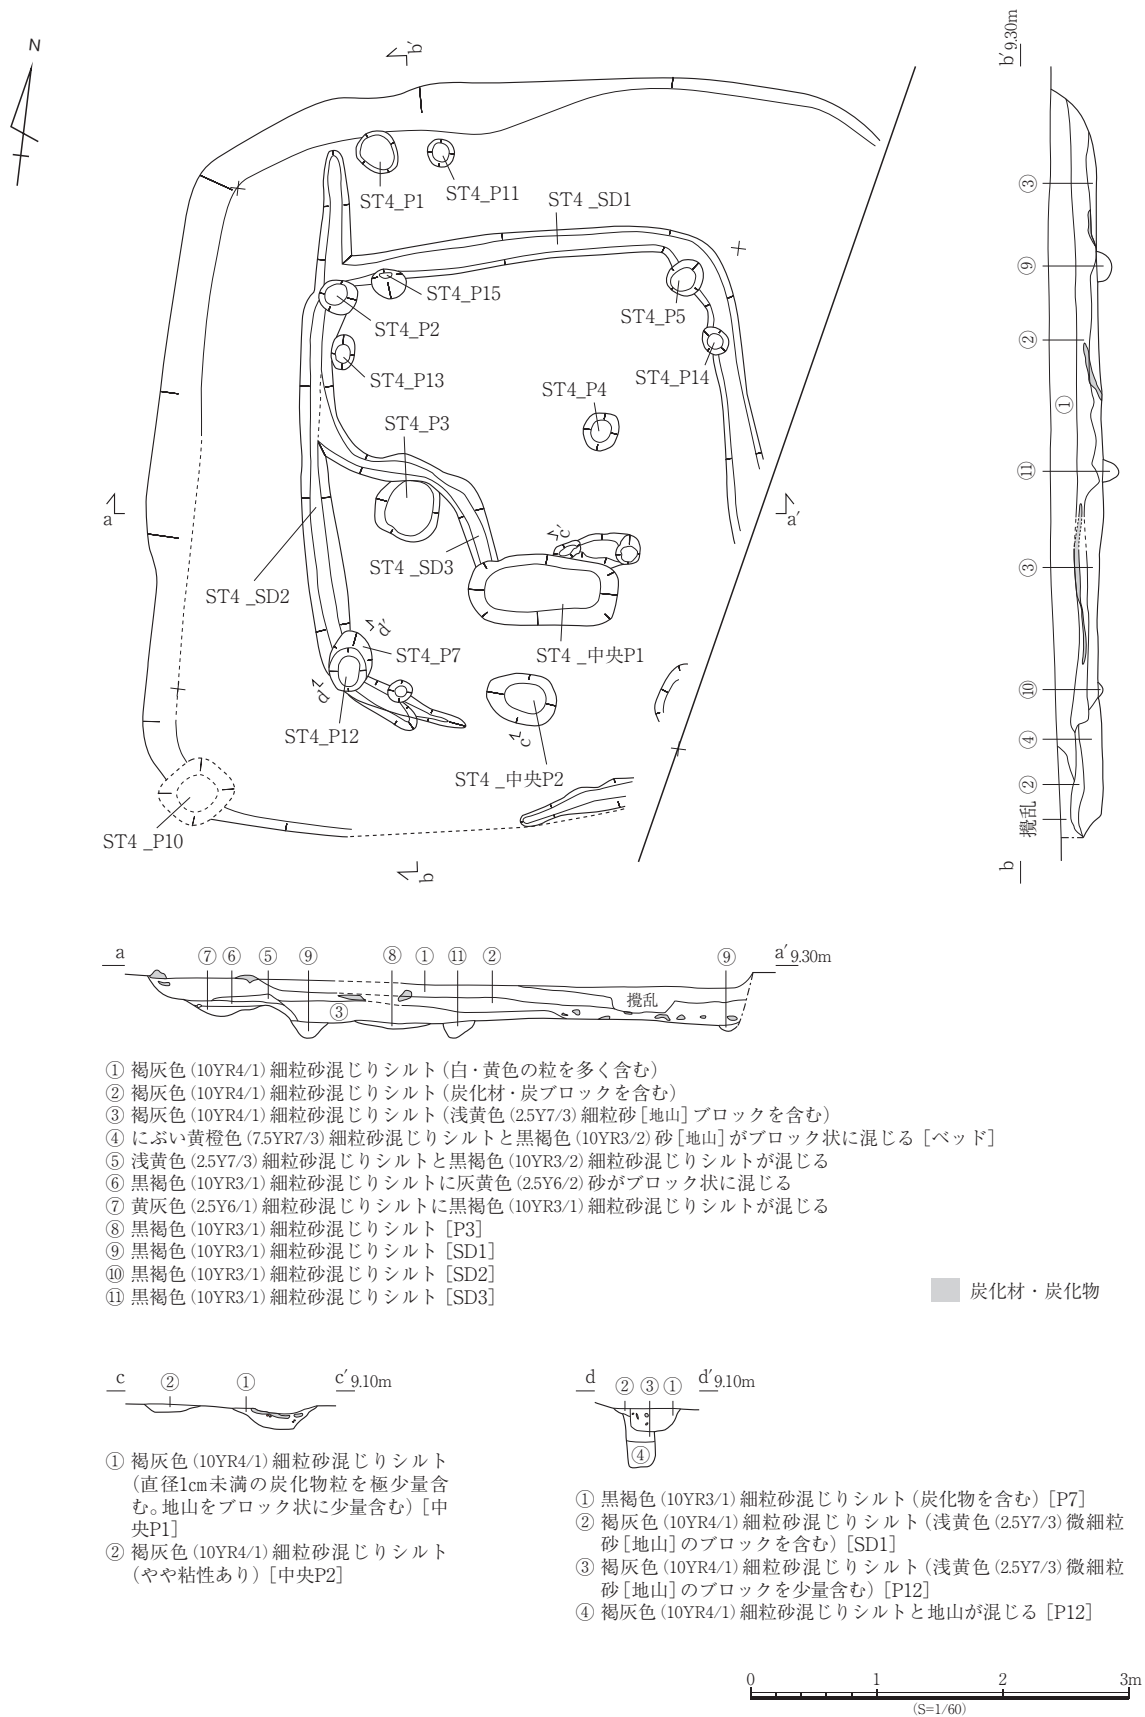 N
b′
b′ 9.30m
ST4_P1
ST4_P11
ST4 _SD1
ST4_P15
ST4_P2
ST4_P5
ST4_P13
ST4_P14
ST4_P4
ST4_P3
a
a′
c′
ST4 _SD3
ST4 _SD2
d′
ST4_P7
ST4 _中央P1
d
ST4_P12
c
ST4 _中央P2
ST4 _P10
b
③
⑨
②
①
⑪
③
⑩
④
②
攪乱
b
a
⑦ ⑥ ⑤ ⑨ ⑧ ① ⑪ ② ⑨
a′ 9.30m
③
攪乱
① 褐灰色(10YR4/1)細粒砂混じりシルト(白・黄色の粒を多く含む)
② 褐灰色(10YR4/1)細粒砂混じりシルト(炭化材・炭ブロックを含む)
③ 褐灰色(10YR4/1)細粒砂混じりシルト(浅黄色(2.5Y7/3)細粒砂[地山]ブロックを含む)
④ にぶい黄橙色(7.5YR7/3)細粒砂混じりシルトと黒褐色(10YR3/2)砂[地山]がブロック状に混じる[ベッド]
⑤ 浅黄色(2.5Y7/3)細粒砂混じりシルトと黒褐色(10YR3/2)細粒砂混じりシルトが混じる
⑥ 黒褐色(10YR3/1)細粒砂混じりシルトに灰黄色(2.5Y6/2)砂がブロック状に混じる
⑦ 黄灰色(2.5Y6/1)細粒砂混じりシルトに黒褐色(10YR3/1)細粒砂混じりシルトが混じる
⑧ 黒褐色(10YR3/1)細粒砂混じりシルト[P3]
⑨ 黒褐色(10YR3/1)細粒砂混じりシルト[SD1]
⑩ 黒褐色(10YR3/1)細粒砂混じりシルト[SD2]
⑪ 黒褐色(10YR3/1)細粒砂混じりシルト[SD3]
炭化材・炭化物
c ② ① c′ 9.10m
① 褐灰色(10YR4/1)細粒砂混じりシルト
(直径1cm未満の炭化物粒を極少量含
む。地山をブロック状に少量含む)[中
央P1]
② 褐灰色(10YR4/1)細粒砂混じりシルト
(やや粘性あり)[中央P2]
d ② ③ ① d′ 9.10m
④
① 黒褐色(10YR3/1)細粒砂混じりシルト(炭化物を含む)[P7]
② 褐灰色(10YR4/1)細粒砂混じりシルト(浅黄色(2.5Y7/3)微細粒
砂[地山]のブロックを含む)[SD1]
③ 褐灰色(10YR4/1)細粒砂混じりシルト(浅黄色(2.5Y7/3)微細粒
砂[地山]のブロックを少量含む)[P12]
④ 褐灰色(10YR4/1)細粒砂混じりシルトと地山が混じる[P12]
0 1 2 3m
(S=1/60)